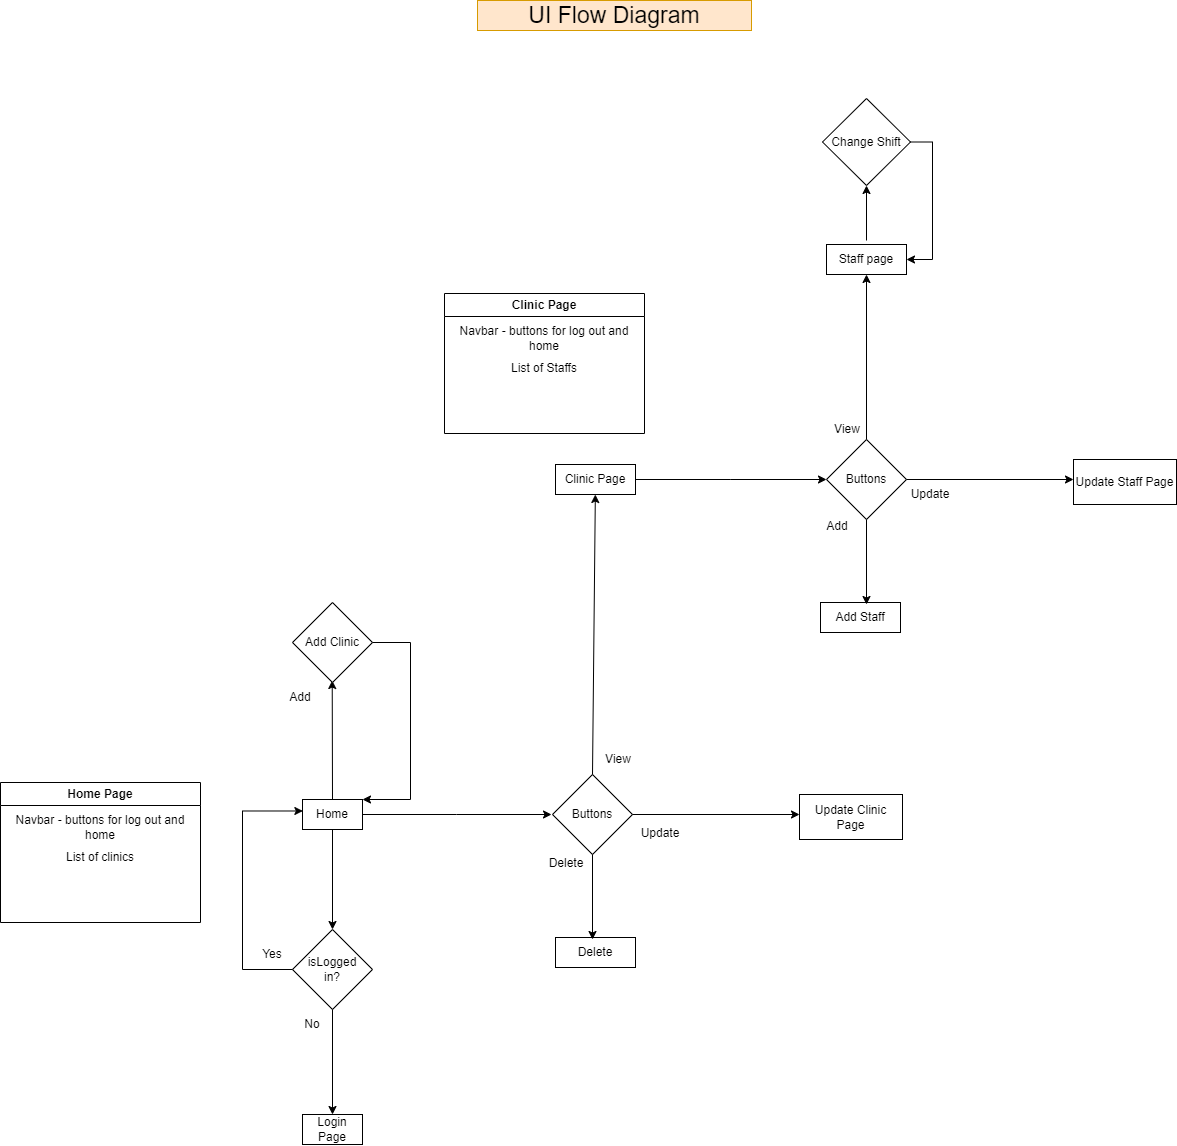 UI Flow Diagram
Change Shift
Staff page
Clinic Page
Navbar - buttons for log out and
home
List of Staffs
View
Clinic Page
Buttons
Update Staff Page
Update
Add
Add Staff
Add Clinic
Add
View
Home Page
Navbar - buttons for log out and
home
List of clinics
Home
Buttons
Update Clinic
Page
Update
Delete
Delete
Yes
isLogged
in?
No
Login
Page